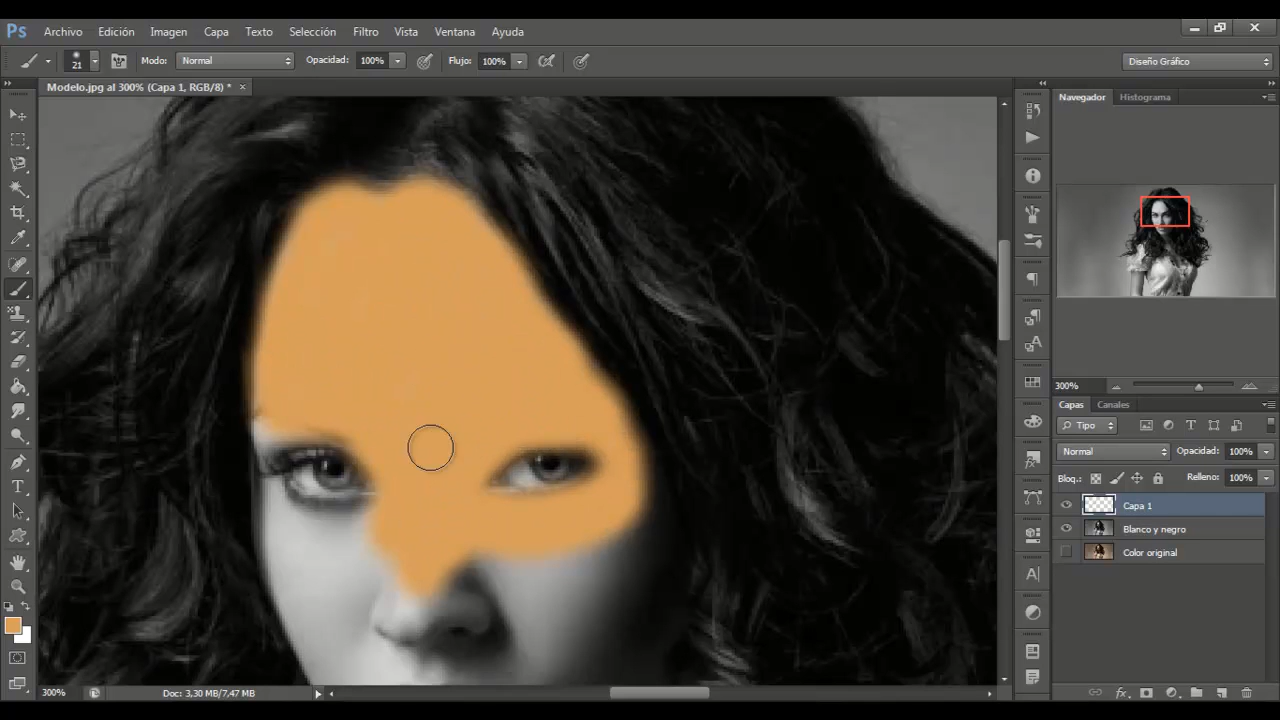 Ps Archivo Edición Imagen Capa Texto Selección Filtro Vista Ventana Ayuda
21 Modo: Normal Opacidad: 100% Flujo: 100% Diseño Gráfico
Modelo.jpg al 300% (Capa 1, RGB/8) * ×
Navegador Histograma
300%
Capas Canales
Tipo
Normal Opacidad: 100%
Bloq.: Relleno: 100%
Capa 1
Blanco y negro
Color original
300% Doc: 3,30 MB/7,47 MB